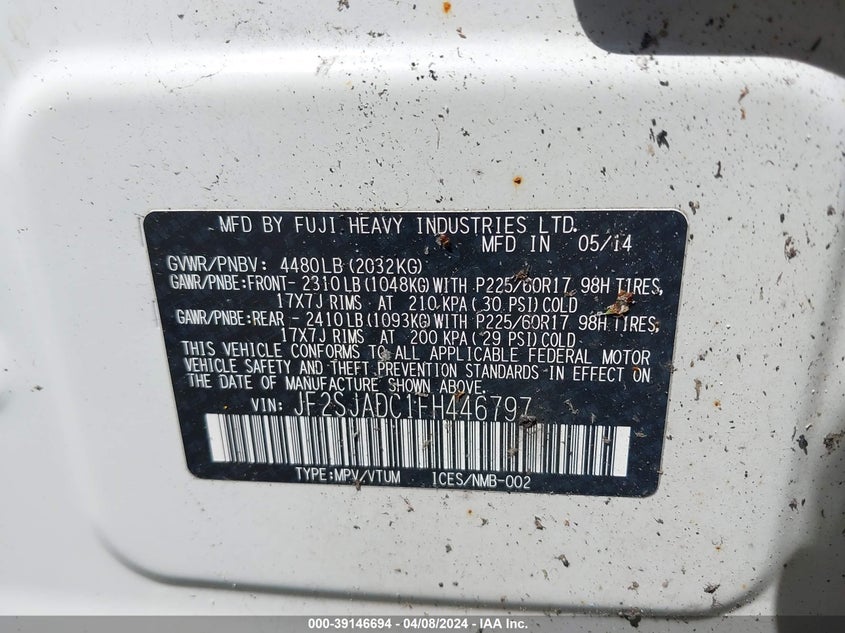 MFD BY FUJI HEAVY INDUSTRIES LTD.
MFD IN 05/14
GVWR/PNBV: 4480LB(2032KG)
GAWR/PNBE:FRONT- 2310LB(1048KG)WITH P225/60R17 98H TIRES,
17X7J RIMS AT 210KPA(30 PSI)COLD
GAWR/PNBE:REAR - 2410LB(1093KG)WITH P225/60R17 98H TIRES,
17X7J RIMS AT 200 KPA(29 PSI)COLD
THIS VEHICLE CONFORMS TO ALL APPLICABLE FEDERAL MOTOR
VEHICLE SAFETY AND THEFT PREVENTION STANDARDS IN EFFECT ON
THE DATE OF MANUFACTURE SHOWN ABOVE.
VIN: JF2SJADC1FH446797
TYPE:MPV/VTUM ICES/NMB-002
000-39146694 - 04/08/2024 - IAA Inc.